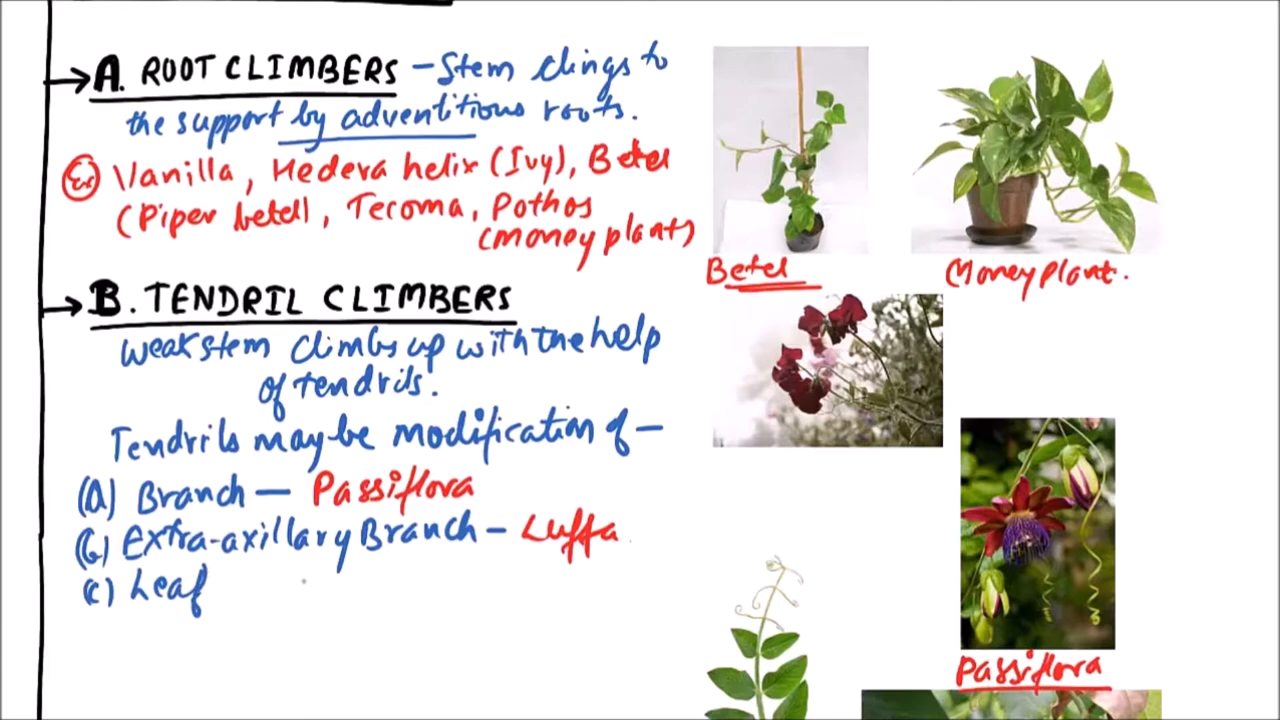 A. ROOT CLIMBERS - Stem clings to
the support by adventitious roots.
Ex Vanilla, Hedera helix (Ivy), Betel
(Piper betel), Tecoma, Pothos
(Money plant)
Betel
Money plant.
B. TENDRIL CLIMBERS
Weak stem climbs up with the help
of tendrils.
Tendrils may be modification of -
(a) Branch - Passiflora
(b) Extra-axillary Branch - Luffa
(c) Leaf
Passiflora